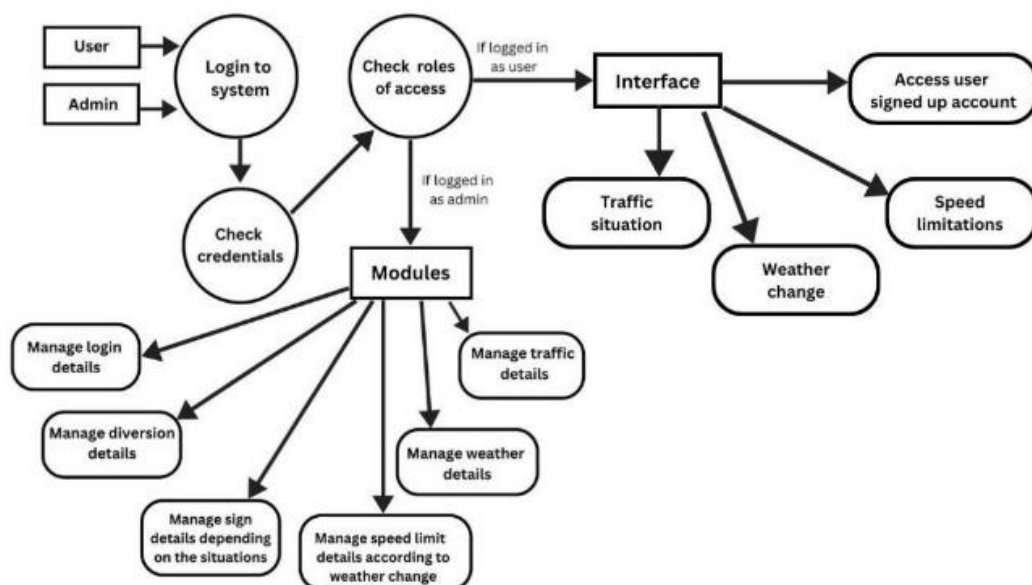 User
Admin
Login to
system
Check roles
of access
If logged in
as user
Interface
Access user
signed up account
If logged in
as admin
Traffic
situation
Speed
limitations
Check
credentials
Weather
change
Modules
Manage login
details
Manage traffic
details
Manage diversion
details
Manage weather
details
Manage sign
details depending
on the situations
Manage speed limit
details according to
weather change